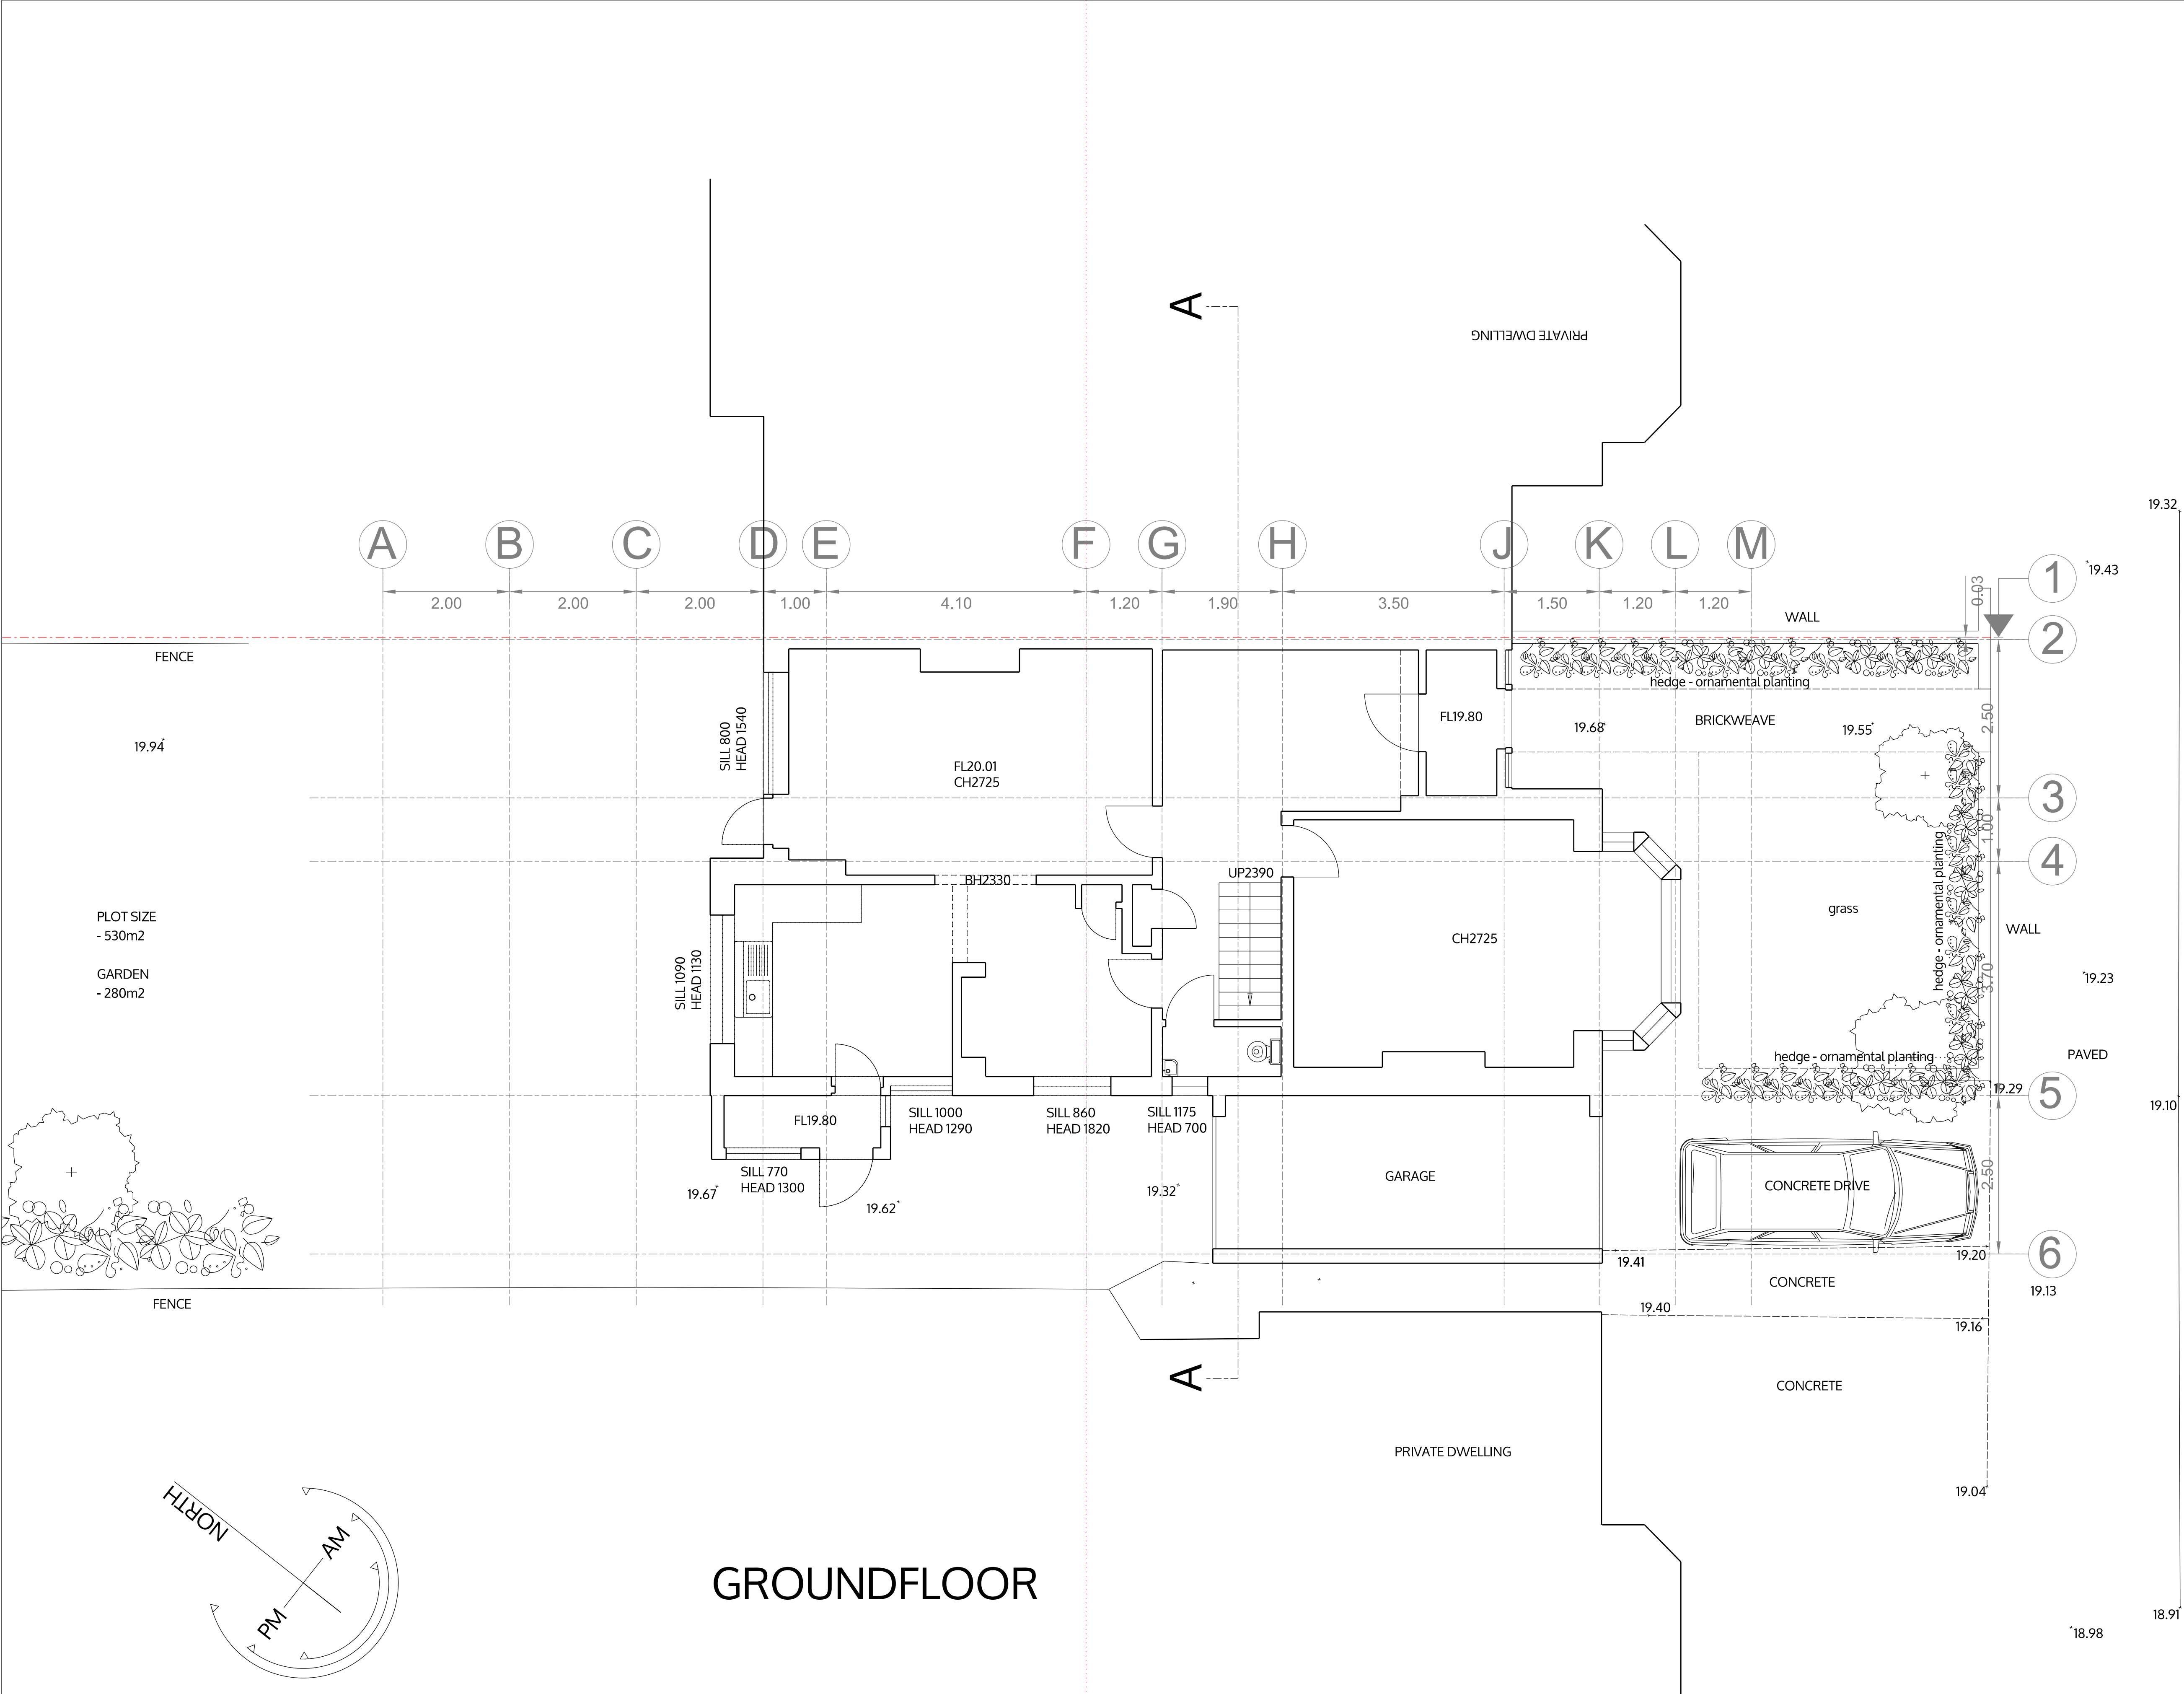 A
PRIVATE DWELLING
19.32
A B C D E F G H J K L M
1
19.43
2.00 2.00 2.00 1.00 4.10 1.20 1.90 3.50 1.50 1.20 1.20
0.03
WALL
2
FENCE
hedge - ornamental planting
SILL 800
HEAD 1540
FL19.80
19.68
BRICKWEAVE
19.55
2.50
19.94
FL20.01
CH2725
3
1.00
4
UP2390
BH2330
PLOT SIZE
- 530m2
GARDEN
- 280m2
grass
hedge - ornamental planting
WALL
CH2725
SILL 1090
HEAD 1130
3.70
19.23
hedge - ornamental planting
PAVED
19.29
5
19.10
FL19.80
SILL 1000
HEAD 1290
SILL 860
HEAD 1820
SILL 1175
HEAD 700
SILL 770
HEAD 1300
19.67
19.62
19.32
GARAGE
CONCRETE DRIVE
2.50
6
19.20
19.41
CONCRETE
19.13
FENCE
19.40
19.16
A
CONCRETE
PRIVATE DWELLING
19.04
NORTH
AM
PM
GROUNDFLOOR
18.91
18.98